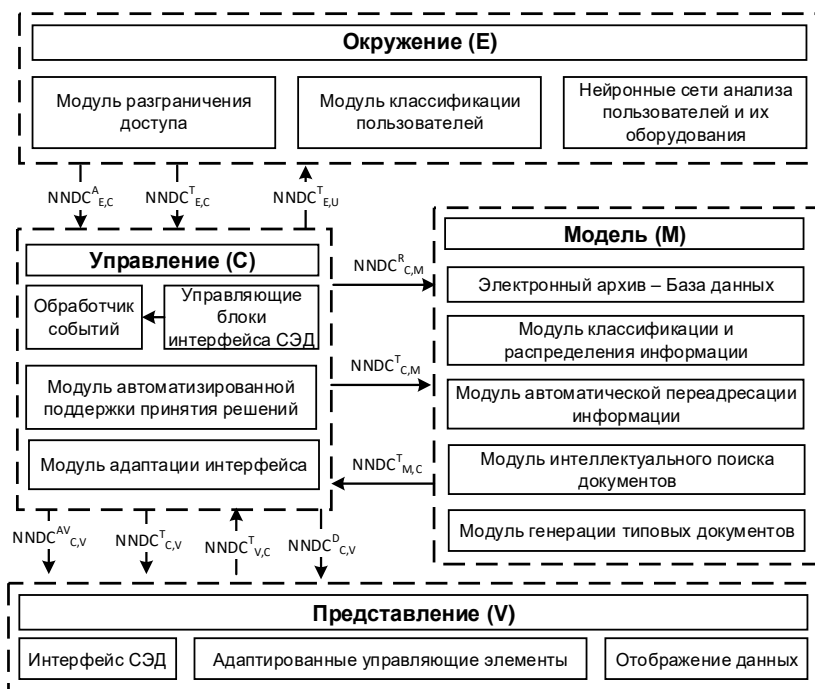 Окружение (E)
Модуль разграничения
доступа
Модуль классификации
пользователей
Нейронные сети анализа
пользователей и их
оборудования
NNDC^A_E,C
NNDC^T_E,C
NNDC^T_E,U
Управление (C)
Обработчик
событий
Управляющие
блоки
интерфейса СЭД
Модуль автоматизированной
поддержки принятия решений
Модуль адаптации интерфейса
NNDC^R_C,M
NNDC^T_C,M
NNDC^T_M,C
Модель (M)
Электронный архив – База данных
Модуль классификации и
распределения информации
Модуль автоматической переадресации
информации
Модуль интеллектуального поиска
документов
Модуль генерации типовых документов
NNDC^AV_C,V
NNDC^T_C,V
NNDC^T_V,C
NNDC^D_C,V
Представление (V)
Интерфейс СЭД
Адаптированные управляющие элементы
Отображение данных